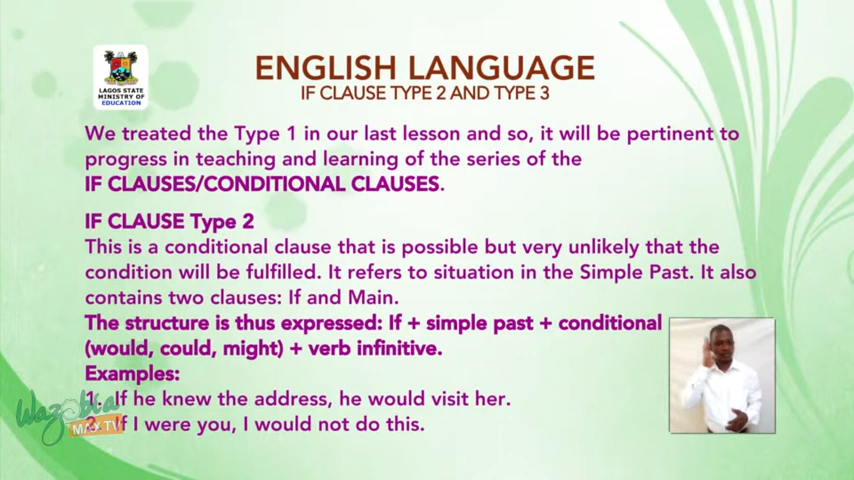 LAGOS STATE
MINISTRY OF
EDUCATION
ENGLISH LANGUAGE
IF CLAUSE TYPE 2 AND TYPE 3
We treated the Type 1 in our last lesson and so, it will be pertinent to
progress in teaching and learning of the series of the
IF CLAUSES/CONDITIONAL CLAUSES.
IF CLAUSE Type 2
This is a conditional clause that is possible but very unlikely that the
condition will be fulfilled. It refers to situation in the Simple Past. It also
contains two clauses: If and Main.
The structure is thus expressed: If + simple past + conditional
(would, could, might) + verb infinitive.
Examples:
1. If he knew the address, he would visit her.
2. If I were you, I would not do this.
Wazobia
MAX TV